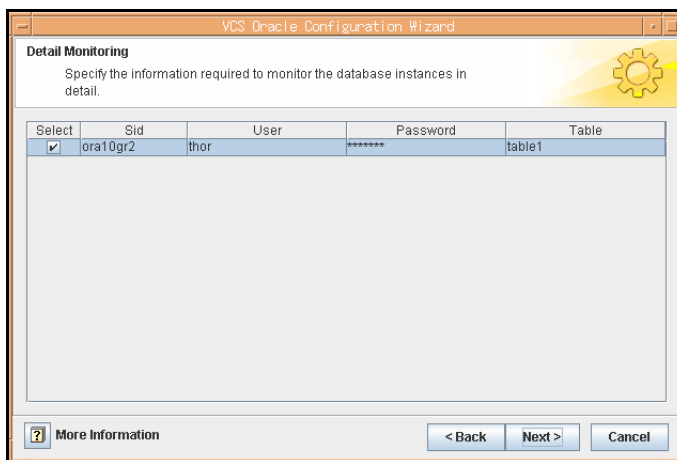 VCS Oracle Configuration Wizard
Detail Monitoring
Specify the information required to monitor the database instances in
detail.
Select Sid User Password Table
ora10gr2 thor ******* table1
? More Information < Back Next > Cancel